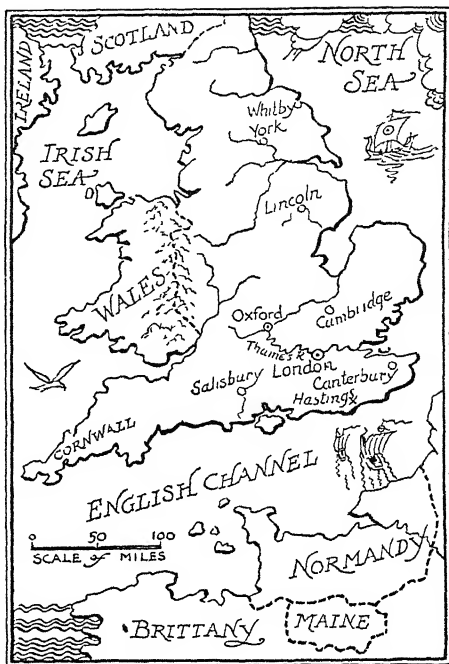 SCOTLAND
IRELAND
NORTH
SEA
Whitby
York
IRISH
SEA
Lincoln
WALES
Oxford
Cambridge
Thames R.
London
Salisbury
Canterbury
Hastings
CORNWALL
ENGLISH CHANNEL
0 50 100
SCALE of MILES
NORMANDY
BRITTANY
MAINE